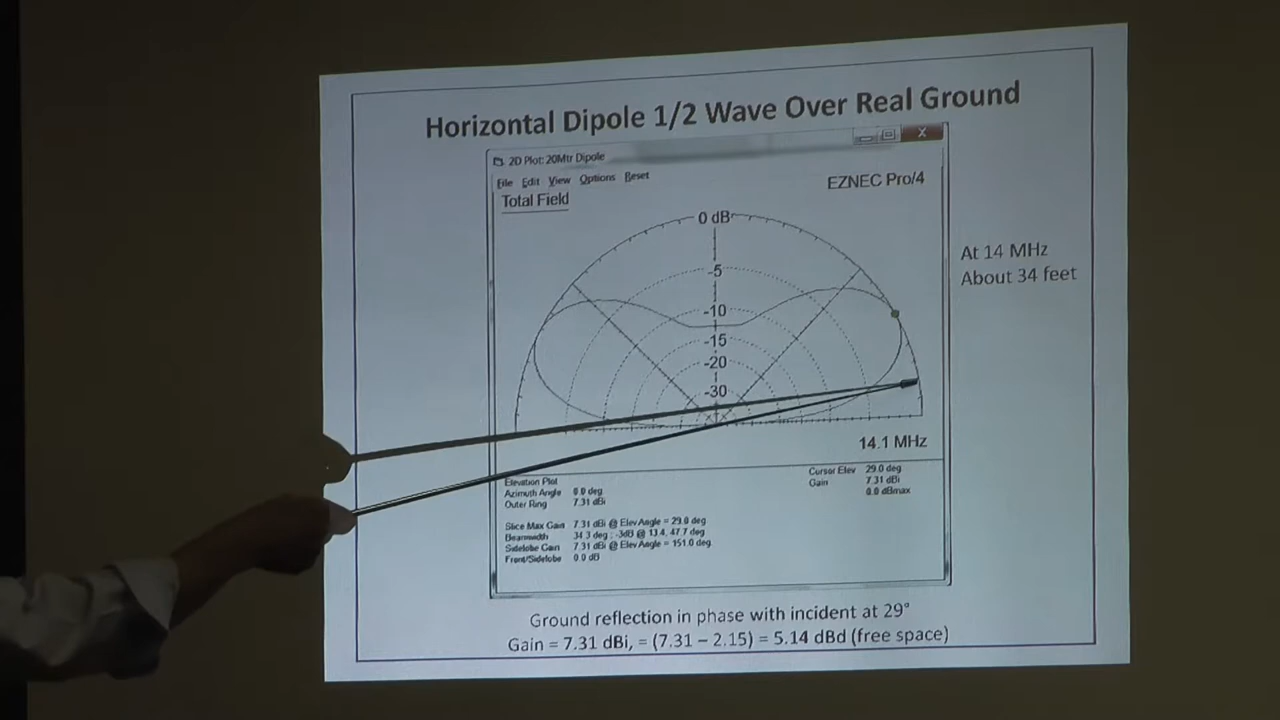 Horizontal Dipole 1/2 Wave Over Real Ground
2D Plot: 20Mtr Dipole
File Edit View Options Reset
Total Field
EZNEC Pro/4
0 dB
-5
-10
-15
-20
-30
At 14 MHz
About 34 feet
14.1 MHz
Elevation Plot
Azimuth Angle 0.0 deg
Outer Ring 7.31 dBi
Cursor Elev 29.0 deg
Gain 7.31 dBi
0.0 dBmax
Slice Max Gain 7.31 dBi @ Elev Angle = 29.0 deg
Beamwidth 34.3 deg ; -3dB @ 13.4, 47.7 deg
Sidelobe Gain 7.31 dBi @ Elev Angle = 151.0 deg
Front/Sidelobe 0.0 dB
Ground reflection in phase with incident at 29°
Gain = 7.31 dBi, = (7.31 – 2.15) = 5.14 dBd (free space)